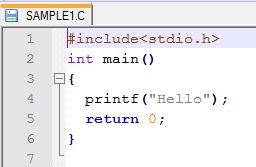 SAMPLE1.C
1 #include<stdio.h>
2 int main()
3 {
4 printf("Hello");
5 return 0;
6 }
7